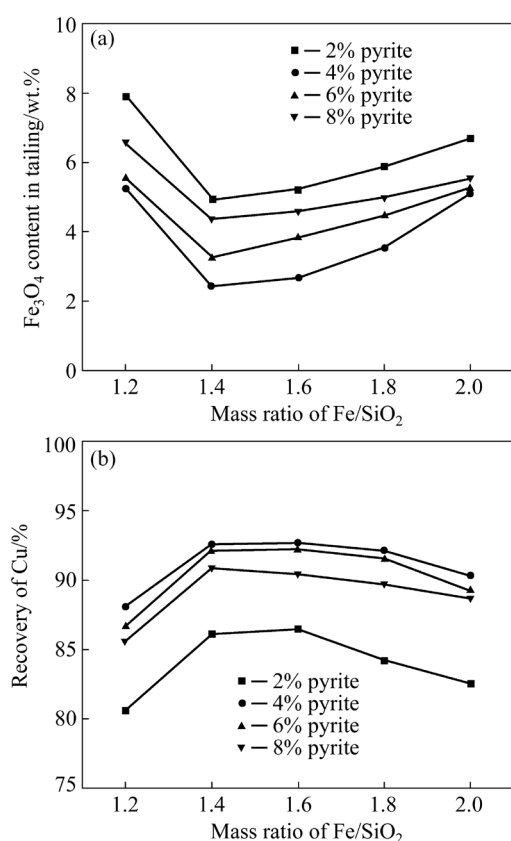 10
(a)
2% pyrite
4% pyrite
6% pyrite
8% pyrite
8
6
4
2
0
Fe₃O₄ content in tailing/wt.%
1.2 1.4 1.6 1.8 2.0
Mass ratio of Fe/SiO₂
100
(b)
95
90
85
80
75
Recovery of Cu/%
2% pyrite
4% pyrite
6% pyrite
8% pyrite
1.2 1.4 1.6 1.8 2.0
Mass ratio of Fe/SiO₂